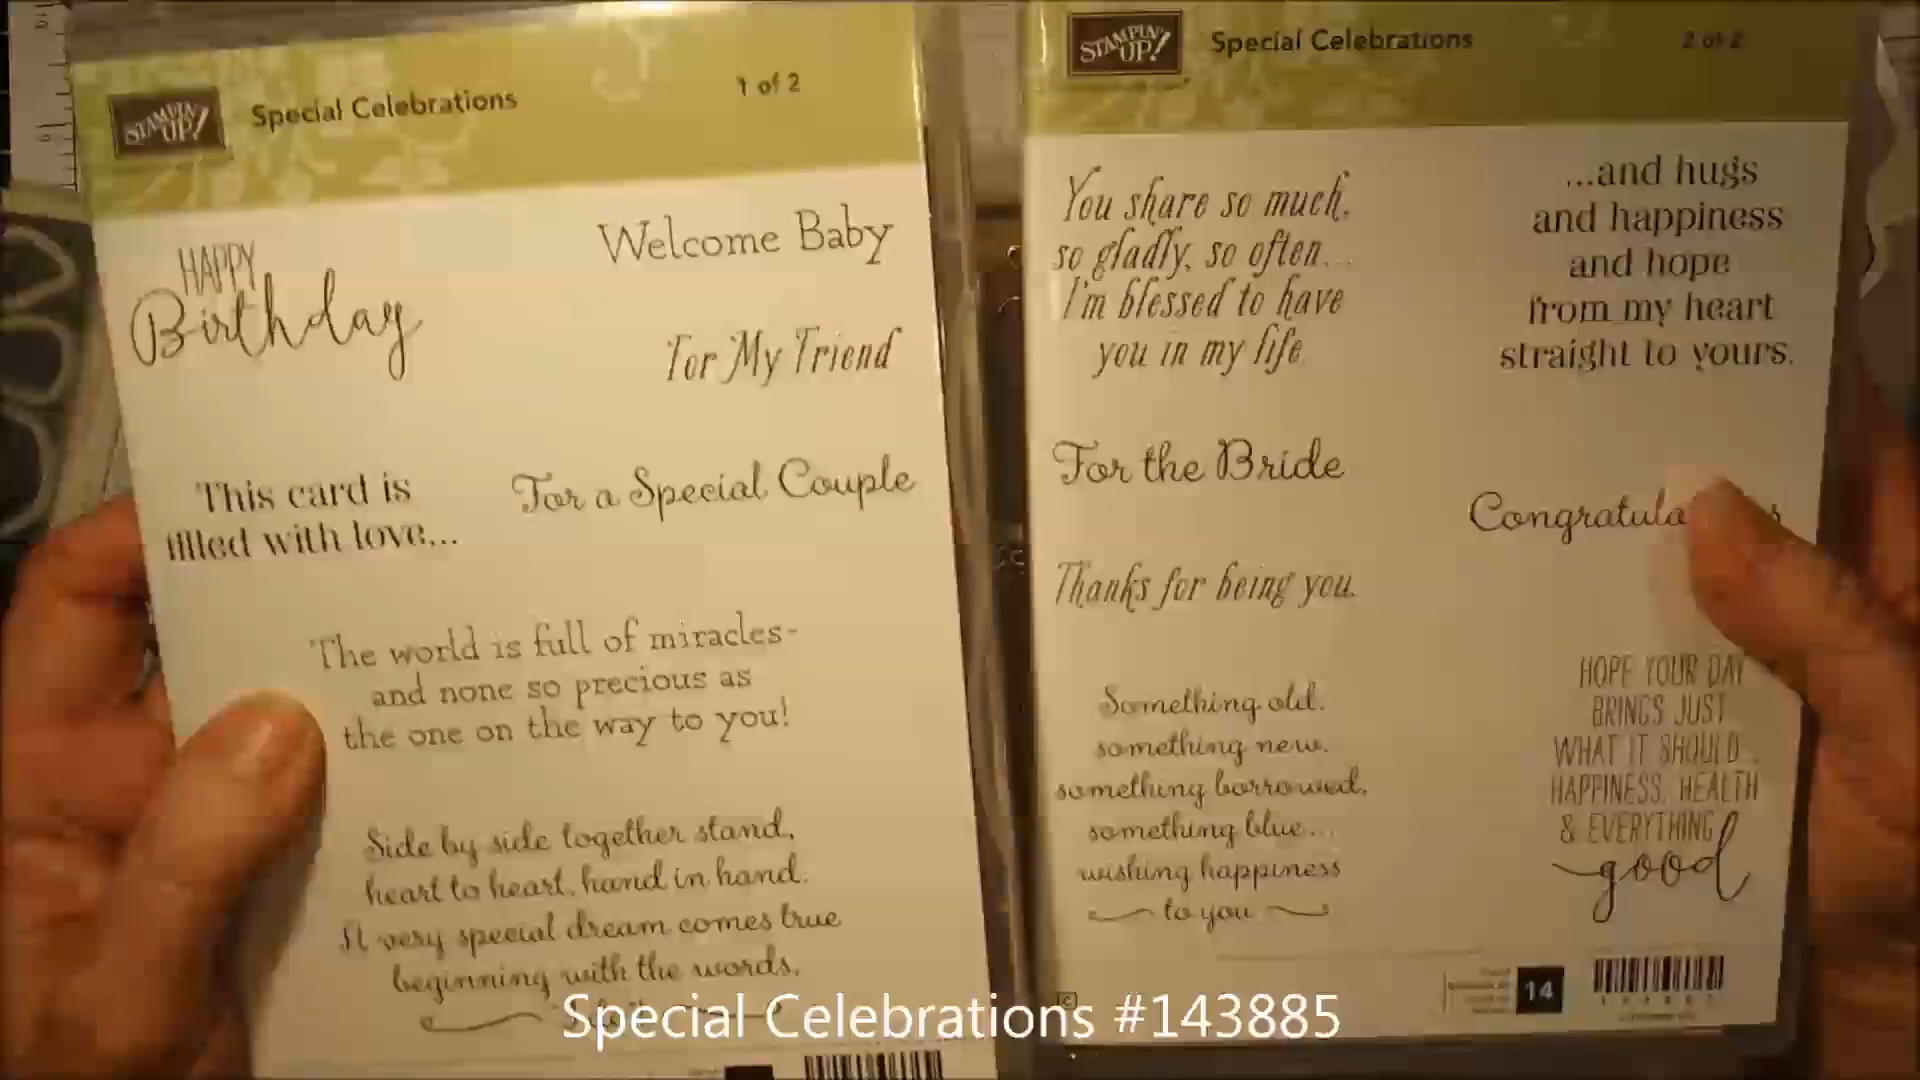 STAMPIN' UP!
Special Celebrations
1 of 2
HAPPY
Birthday
Welcome Baby
For My Friend
This card is
filled with love...
For a Special Couple
The world is full of miracles-
and none so precious as
the one on the way to you!
Side by side together stand,
heart to heart, hand in hand.
A very special dream comes true
beginning with the words,
STAMPIN' UP!
Special Celebrations
2 of 2
You share so much,
so gladly, so often...
I'm blessed to have
you in my life.
...and hugs
and happiness
and hope
from my heart
straight to yours.
For the Bride
Thanks for being you.
Something old,
something new,
something borrowed,
something blue...
wishing happiness
to you
HOPE YOUR DAY
BRINGS JUST
WHAT IT SHOULD...
HAPPINESS, HEALTH
& EVERYTHING
good
14
Special Celebrations #143885